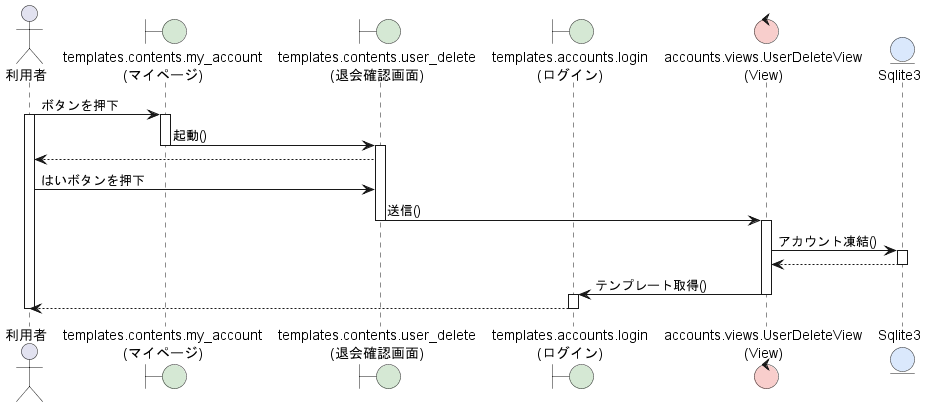 利用者
templates.contents.my_account
(マイページ)
templates.contents.user_delete
(退会確認画面)
templates.accounts.login
(ログイン)
accounts.views.UserDeleteView
(View)
Sqlite3
ボタンを押下
起動()
はいボタンを押下
送信()
アカウント凍結()
テンプレート取得()
利用者
templates.contents.my_account
(マイページ)
templates.contents.user_delete
(退会確認画面)
templates.accounts.login
(ログイン)
accounts.views.UserDeleteView
(View)
Sqlite3